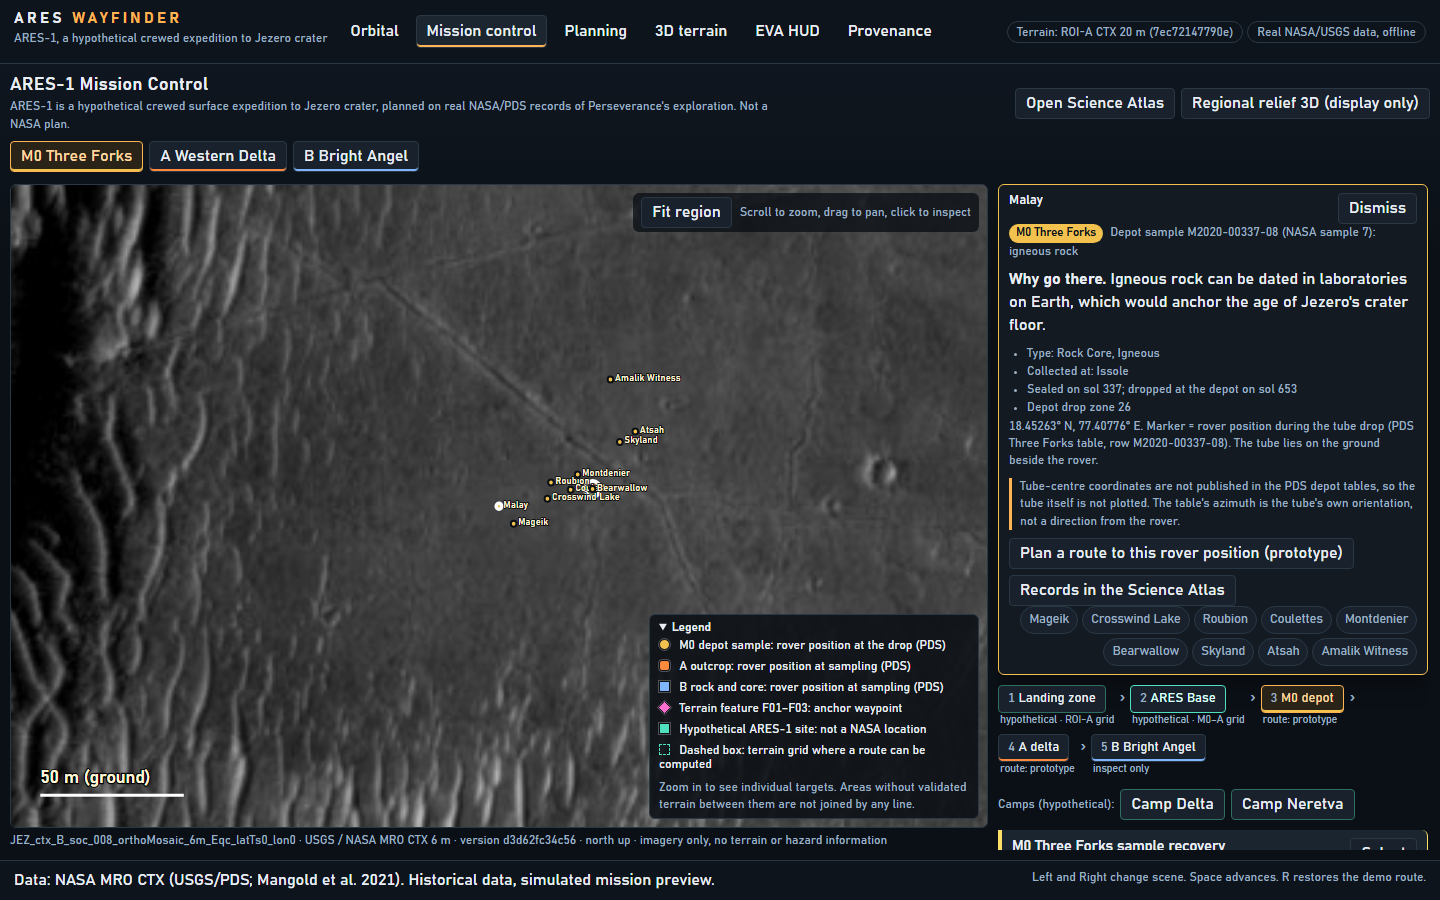 ARES WAYFINDER
ARES-1, a hypothetical crewed expedition to Jezero crater
Orbital
Mission control
Planning
3D terrain
EVA HUD
Provenance
Terrain: ROI-A CTX 20 m (7ec72147790e)
Real NASA/USGS data, offline
ARES-1 Mission Control
ARES-1 is a hypothetical crewed surface expedition to Jezero crater, planned on real NASA/PDS records of Perseverance's exploration. Not a
NASA plan.
Open Science Atlas
Regional relief 3D (display only)
M0 Three Forks
A Western Delta
B Bright Angel
Fit region
Scroll to zoom, drag to pan, click to inspect
Amalik Witness
Atsah
Skyland
Montdenier
Roubion
Bearwallow
Crosswind Lake
Malay
Mageik
50 m (ground)
▼ Legend
M0 depot sample: rover position at the drop (PDS)
A outcrop: rover position at sampling (PDS)
B rock and core: rover position at sampling (PDS)
Terrain feature F01–F03: anchor waypoint
Hypothetical ARES-1 site: not a NASA location
Dashed box: terrain grid where a route can be
computed
Zoom in to see individual targets. Areas without validated
terrain between them are not joined by any line.
JEZ_ctx_B_soc_008_orthoMosaic_6m_Eqc_latTs0_lon0 · USGS / NASA MRO CTX 6 m · version d3d62fc34c56 · north up · imagery only, no terrain or hazard information
Malay
Dismiss
M0 Three Forks
Depot sample M2020-00337-08 (NASA sample 7):
igneous rock
Why go there. Igneous rock can be dated in laboratories
on Earth, which would anchor the age of Jezero's crater
floor.
• Type: Rock Core, Igneous
• Collected at: Issole
• Sealed on sol 337; dropped at the depot on sol 653
• Depot drop zone 26
18.45263° N, 77.40776° E. Marker = rover position during the tube drop (PDS
Three Forks table, row M2020-00337-08). The tube lies on the ground
beside the rover.
Tube-centre coordinates are not published in the PDS depot tables, so the
tube itself is not plotted. The table's azimuth is the tube's own orientation,
not a direction from the rover.
Plan a route to this rover position (prototype)
Records in the Science Atlas
Mageik
Crosswind Lake
Roubion
Coulettes
Montdenier
Bearwallow
Skyland
Atsah
Amalik Witness
1 Landing zone
›
2 ARES Base
›
3 M0 depot
›
hypothetical · ROI-A grid
hypothetical · M0-A grid
route: prototype
4 A delta
›
5 B Bright Angel
route: prototype
inspect only
Camps (hypothetical):
Camp Delta
Camp Neretva
M0 Three Forks sample recovery
Data: NASA MRO CTX (USGS/PDS; Mangold et al. 2021). Historical data, simulated mission preview.
Left and Right change scene. Space advances. R restores the demo route.